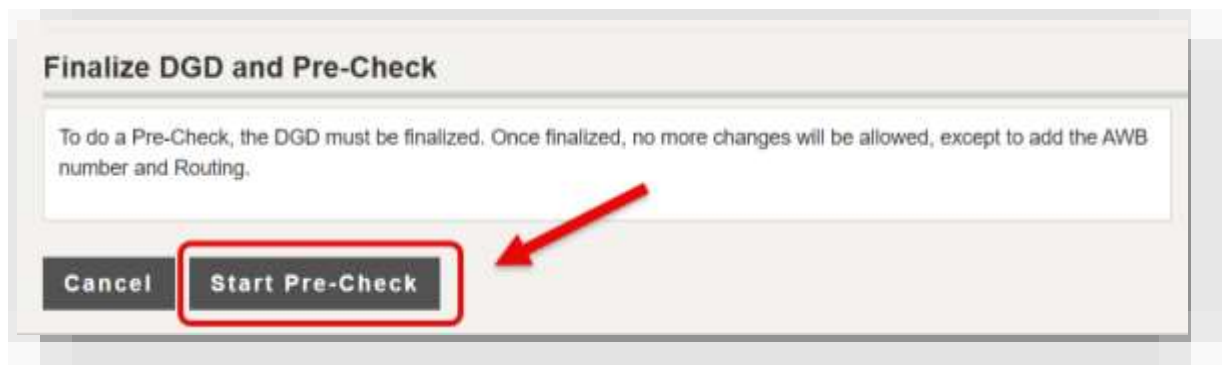 Finalize DGD and Pre-Check
To do a Pre-Check, the DGD must be finalized. Once finalized, no more changes will be allowed, except to add the AWB
number and Routing.
Cancel Start Pre-Check